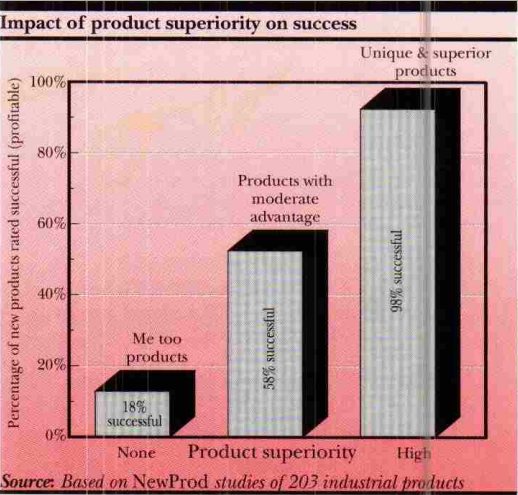 Impact of product superiority on success
Unique & superior
products
Percentage of new products rated successful (profitable)
100%
80%
60%
40%
20%
0%
Products with
moderate
advantage
Me too
products
18%
successful
58% successful
98% successful
None
Product superiority
High
Source: Based on NewProd studies of 203 industrial products